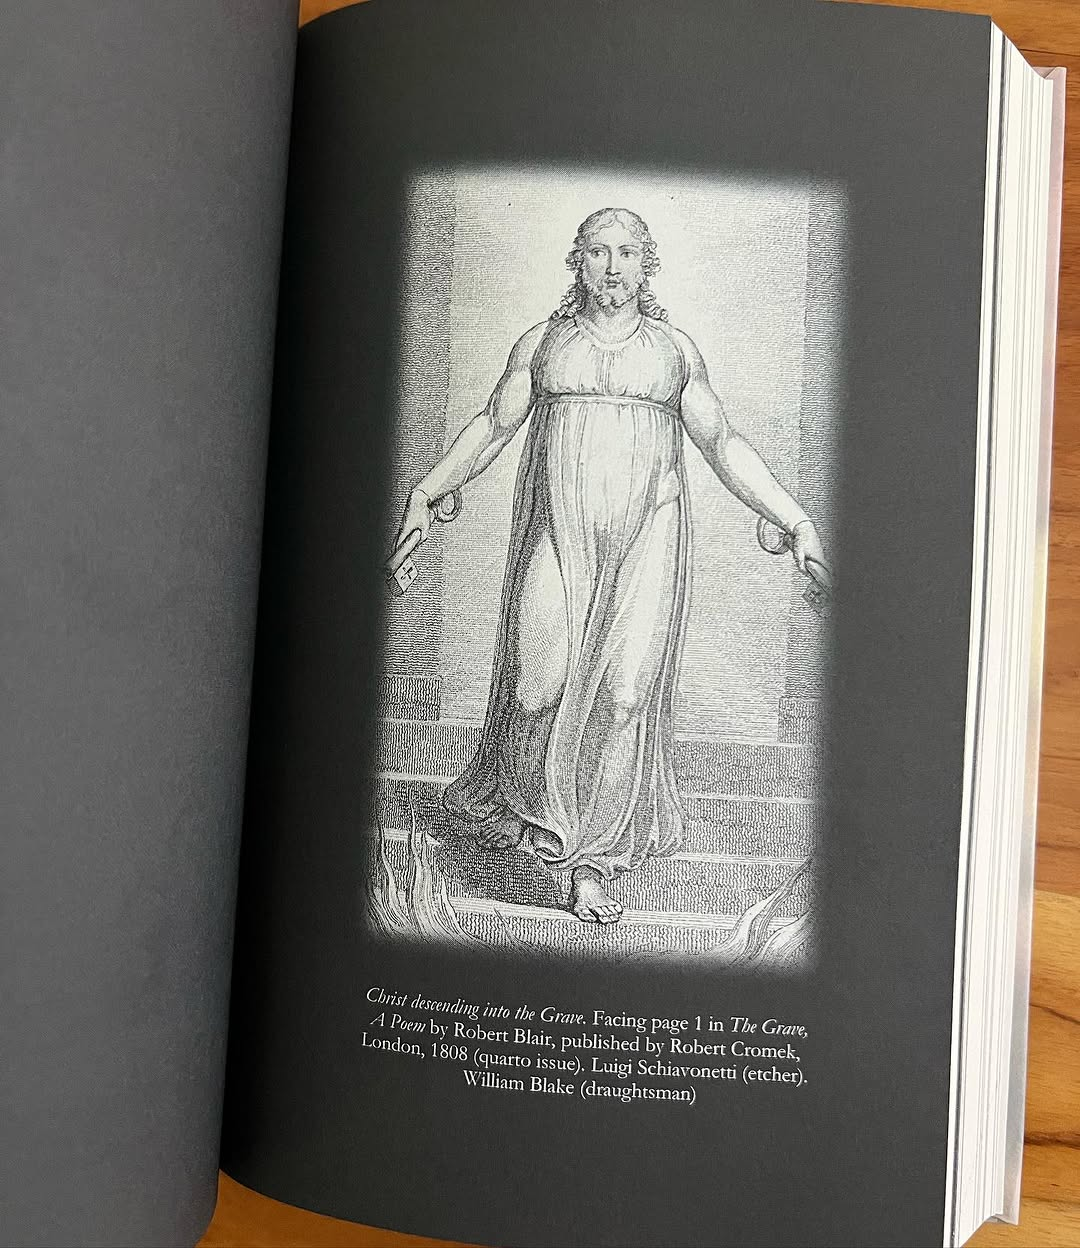 Christ descending into the Grave. Facing page 1 in The Grave,
A Poem by Robert Blair, published by Robert Cromek,
London, 1808 (quarto issue). Luigi Schiavonetti (etcher).
William Blake (draughtsman)